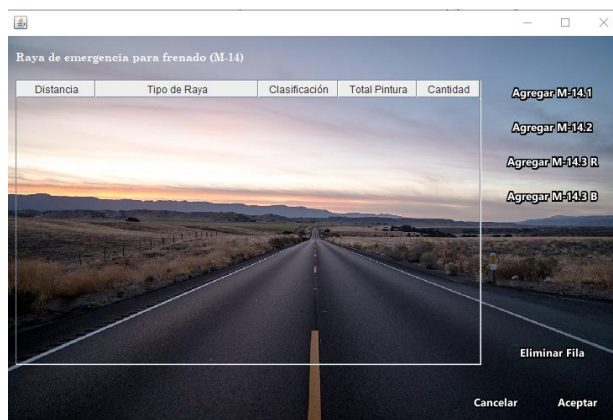 Raya de emergencia para frenado (M-14)
Distancia Tipo de Raya Clasificación Total Pintura Cantidad
Agregar M-14.1
Agregar M-14.2
Agregar M-14.3 R
Agregar M-14.3 B
Eliminar Fila
Cancelar Aceptar